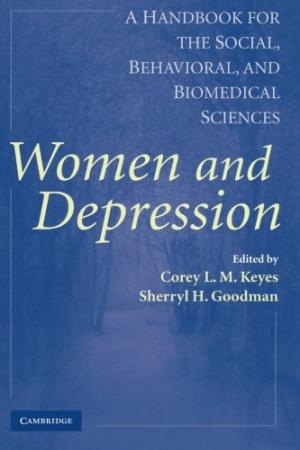 A Handbook for
the Social,
Behavioral, and
Biomedical
Sciences
Women and
Depression
Edited by
Corey L. M. Keyes
Sherryl H. Goodman
Cambridge